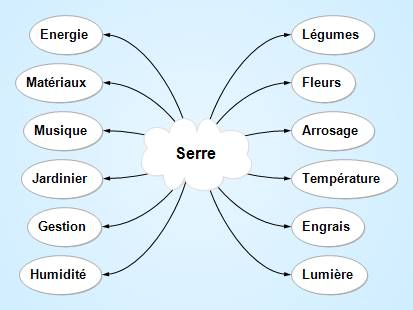 Energie
Matériaux
Musique
Jardinier
Gestion
Humidité
Serre
Légumes
Fleurs
Arrosage
Température
Engrais
Lumière